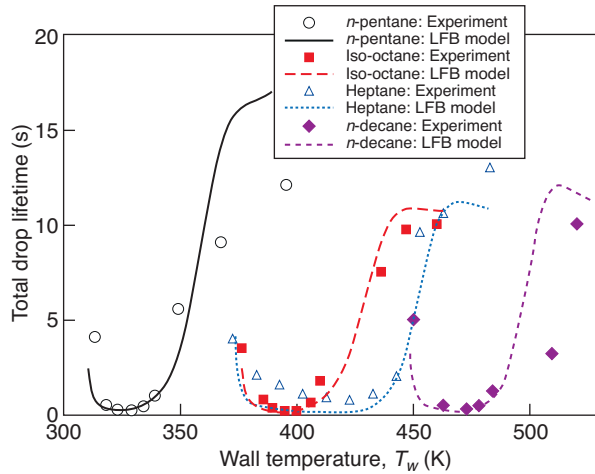 n-pentane: Experiment
n-pentane: LFB model
Iso-octane: Experiment
Iso-octane: LFB model
Heptane: Experiment
Heptane: LFB model
n-decane: Experiment
n-decane: LFB model
Total drop lifetime (s)
20
15
10
5
0
300
350
400
450
500
Wall temperature, T_w (K)